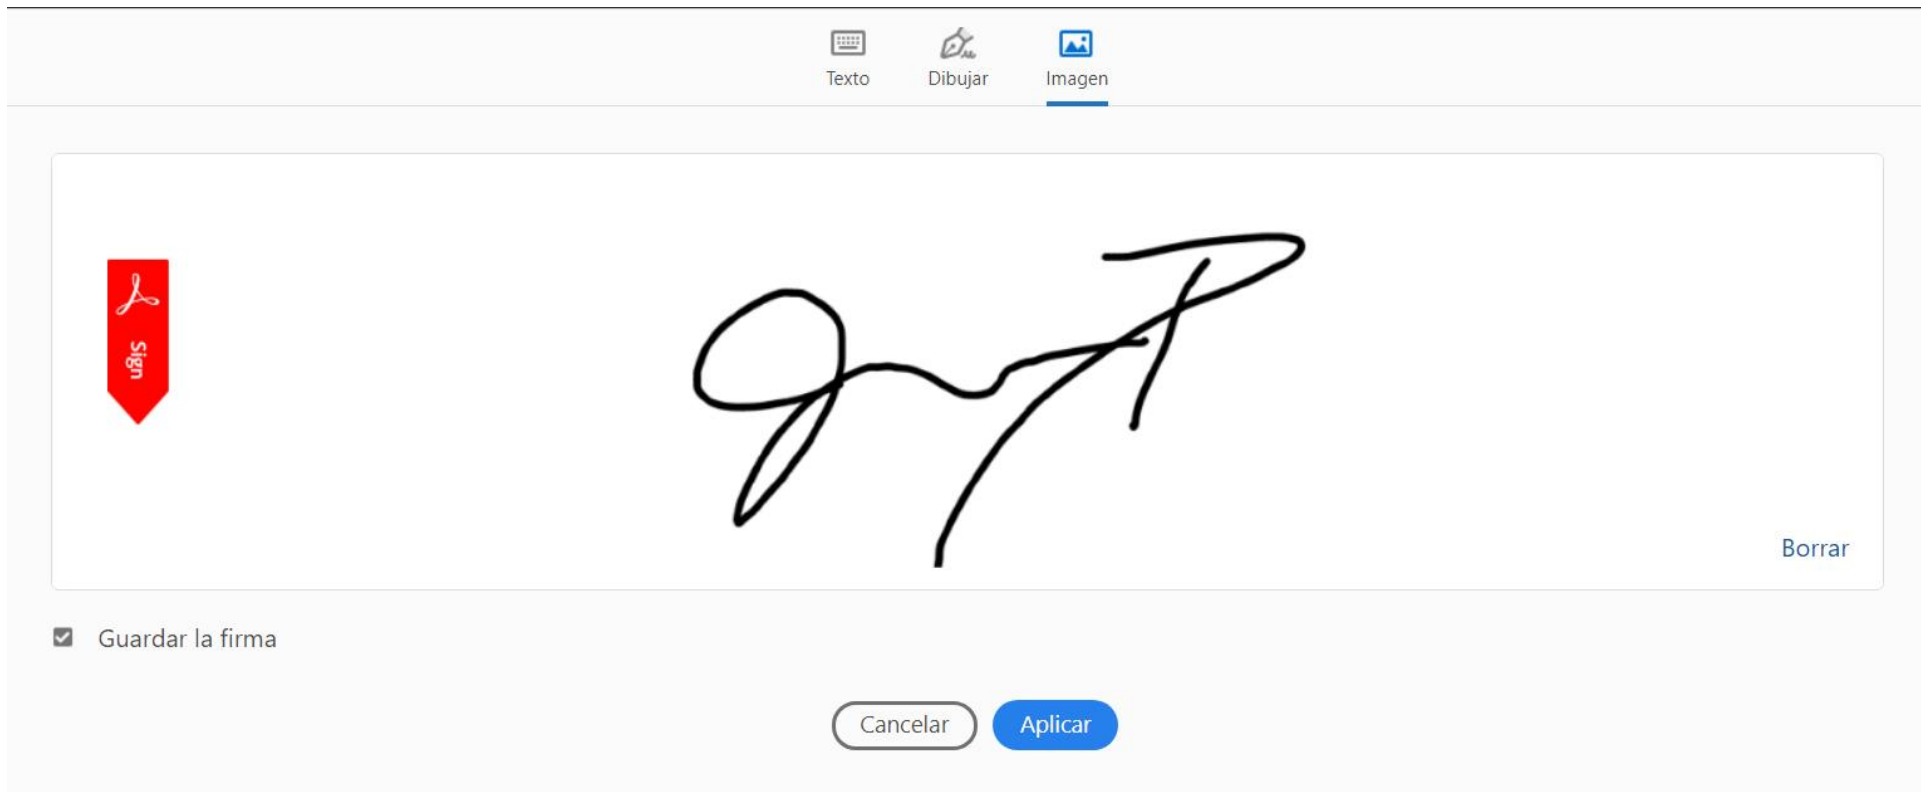 Texto Dibujar Imagen
Sign
Borrar
Guardar la firma
Cancelar Aplicar